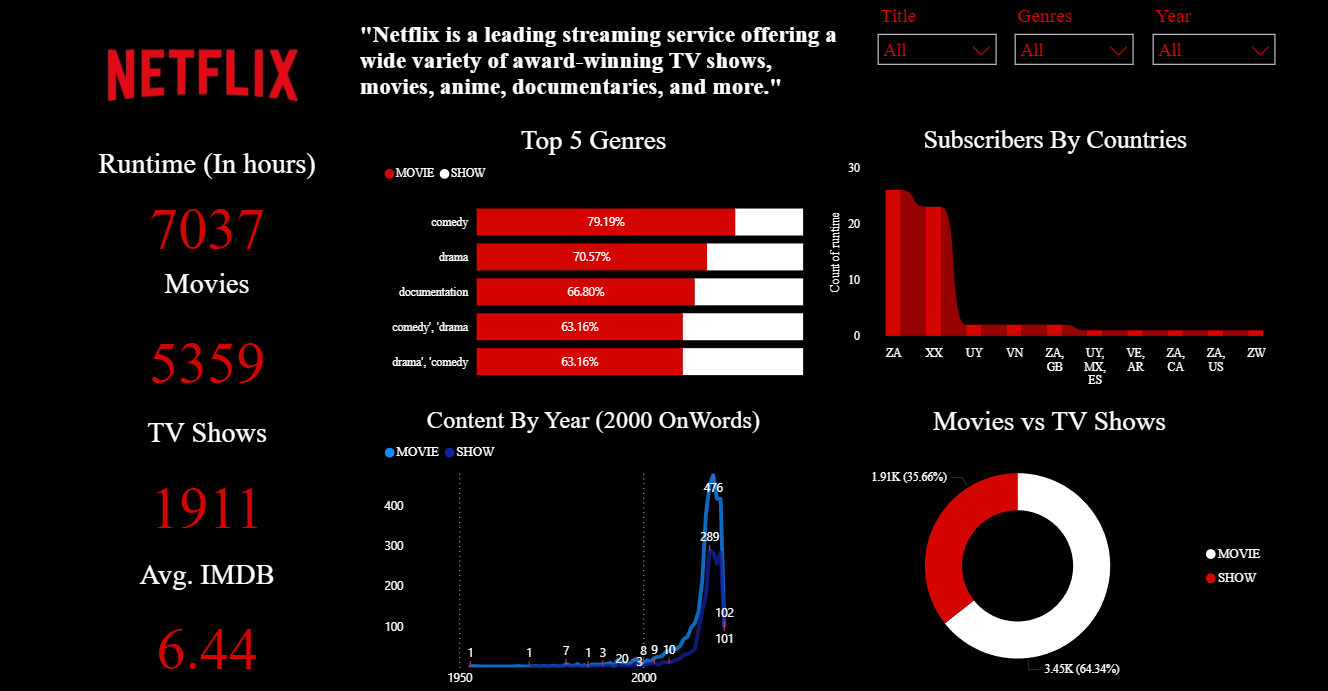 NETFLIX
"Netflix is a leading streaming service offering a
wide variety of award-winning TV shows,
movies, anime, documentaries, and more."
Title
All
Genres
All
Year
All
Runtime (In hours)
7037
Movies
5359
TV Shows
1911
Avg. IMDB
6.44
Top 5 Genres
MOVIE SHOW
comedy
79.19%
drama
70.57%
documentation
66.80%
comedy', 'drama
63.16%
drama', 'comedy
63.16%
Subscribers By Countries
Count of runtime
30
20
10
0
ZA XX UY VN ZA, GB UY, MX, ES VE, AR ZA, CA ZA, US ZW
Content By Year (2000 OnWords)
MOVIE SHOW
400
300
200
100
476
289
102
101
1 1 7 1 3 20 3 8 9 10
1950 2000
Movies vs TV Shows
1.91K (35.66%)
MOVIE
SHOW
3.45K (64.34%)